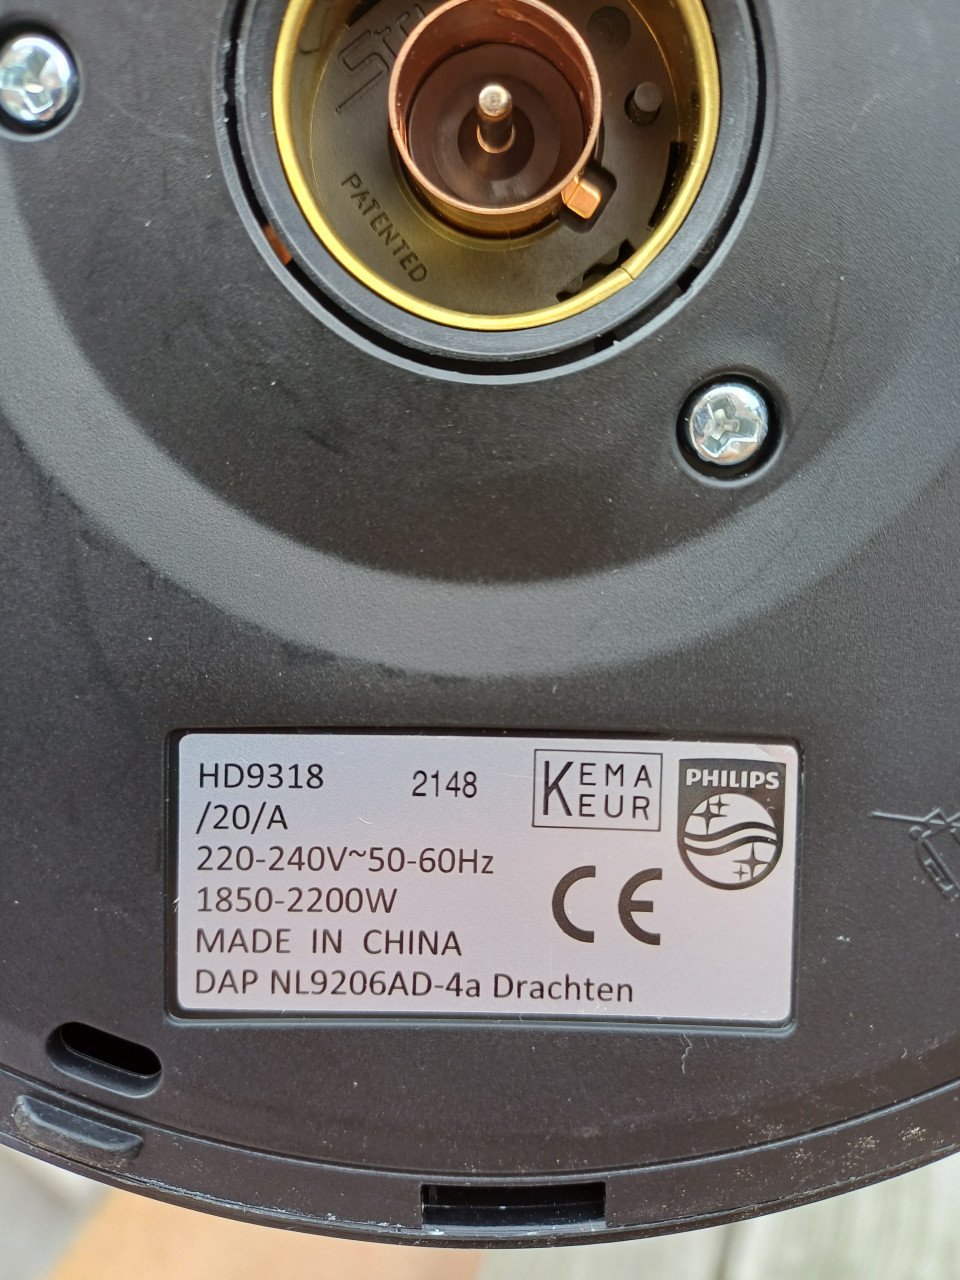 PATENTED
HD9318 2148
/20/A
220-240V~50-60Hz
1850-2200W
MADE IN CHINA
DAP NL9206AD-4a Drachten
KEMA
KEUR
CE
PHILIPS